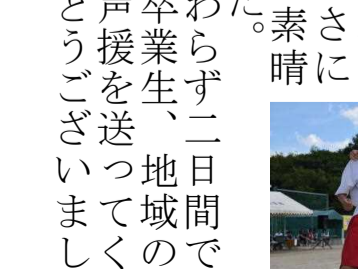 さに
素晴
た。
わらず二日間で
卒業生、地域の
声援を送ってく
とうございまし